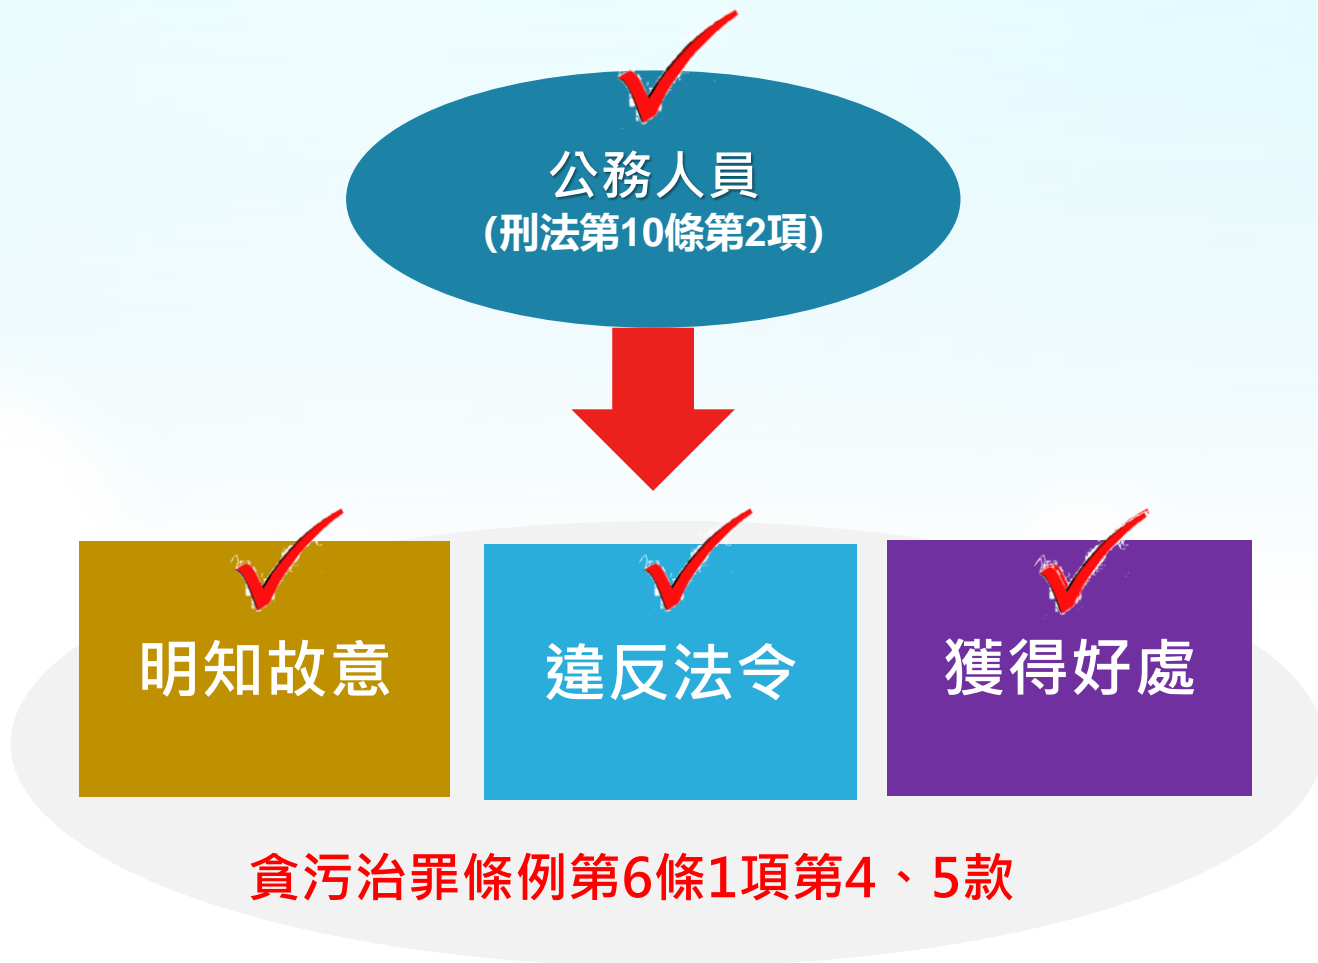 公務人員
(刑法第10條第2項)
明知故意
違反法令
獲得好處
貪污治罪條例第6條1項第4、5款